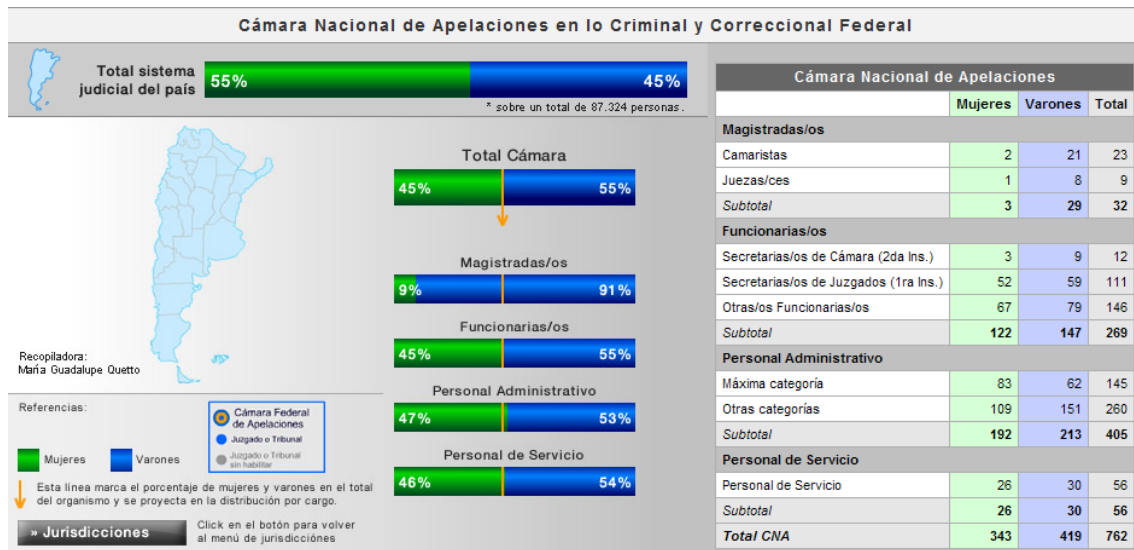 Cámara Nacional de Apelaciones en lo Criminal y Correccional Federal
Total sistema
judicial del país
55%
45%
* sobre un total de 87.324 personas.
Total Cámara
45%
55%
Magistradas/os
9%
91%
Funcionarias/os
45%
55%
Personal Administrativo
47%
53%
Personal de Servicio
46%
54%
Recopiladora:
María Guadalupe Quetto
Referencias:
Mujeres
Varones
Cámara Federal
de Apelaciones
Juzgado o Tribunal
Juzgado o Tribunal
sin habilitar
Esta línea marca el porcentaje de mujeres y varones en el total
del organismo y se proyecta en la distribución por cargo.
» Jurisdicciones
Click en el botón para volver
al menú de jurisdicciónes
Cámara Nacional de Apelaciones
Mujeres Varones Total
Magistradas/os
Camaristas 2 21 23
Juezas/ces 1 8 9
Subtotal 3 29 32
Funcionarias/os
Secretarias/os de Cámara (2da Ins.) 3 9 12
Secretarias/os de Juzgados (1ra Ins.) 52 59 111
Otras/os Funcionarias/os 67 79 146
Subtotal 122 147 269
Personal Administrativo
Máxima categoría 83 62 145
Otras categorías 109 151 260
Subtotal 192 213 405
Personal de Servicio
Personal de Servicio 26 30 56
Subtotal 26 30 56
Total CNA 343 419 762